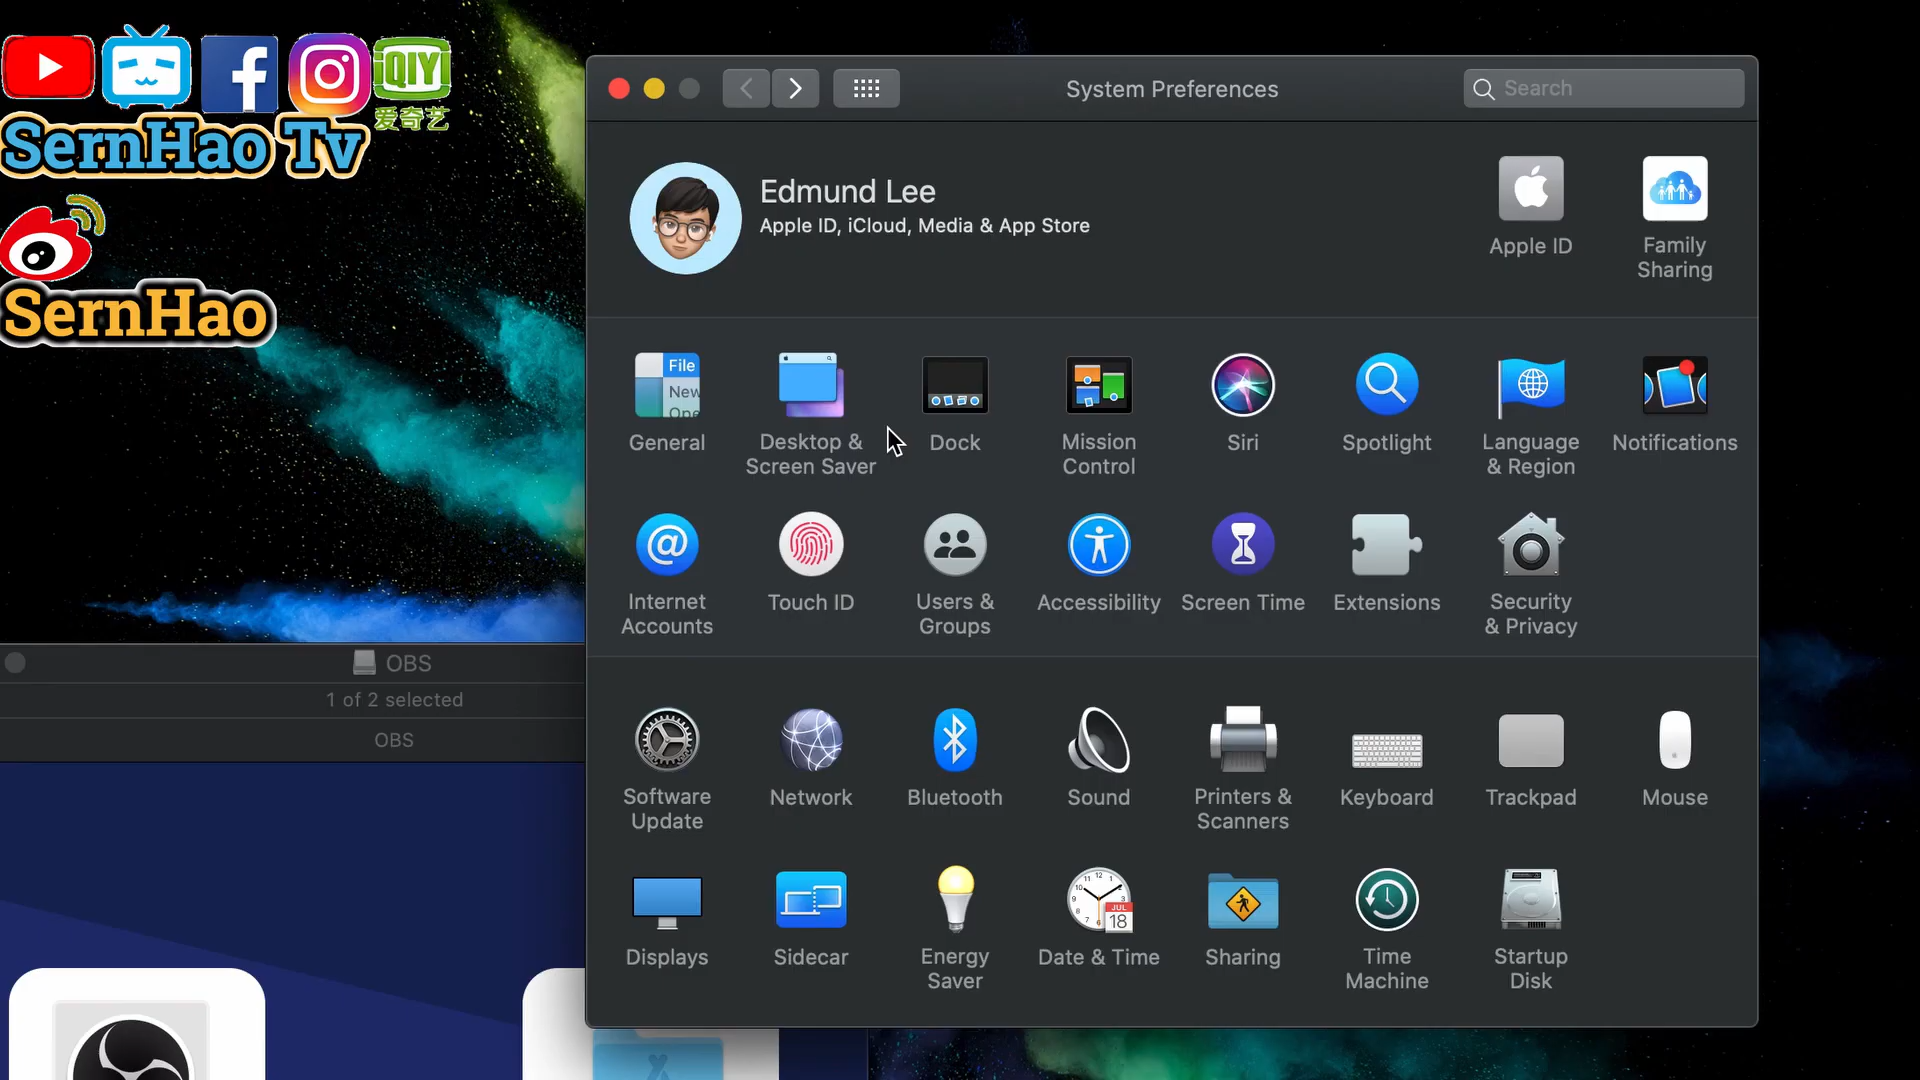 iQIY
爱奇艺
SernHao Tv
SernHao
System Preferences
Search
Edmund Lee
Apple ID, iCloud, Media & App Store
Apple ID
Family
Sharing
File
New
Ope
General
Desktop &
Screen Saver
Dock
Mission
Control
Siri
Spotlight
Language
& Region
Notifications
Internet
Accounts
Touch ID
Users &
Groups
Accessibility
Screen Time
Extensions
Security
& Privacy
OBS
1 of 2 selected
OBS
Software
Update
Network
Bluetooth
Sound
Printers &
Scanners
Keyboard
Trackpad
Mouse
Displays
Sidecar
Energy
Saver
JUL
18
Date & Time
Sharing
Time
Machine
Startup
Disk